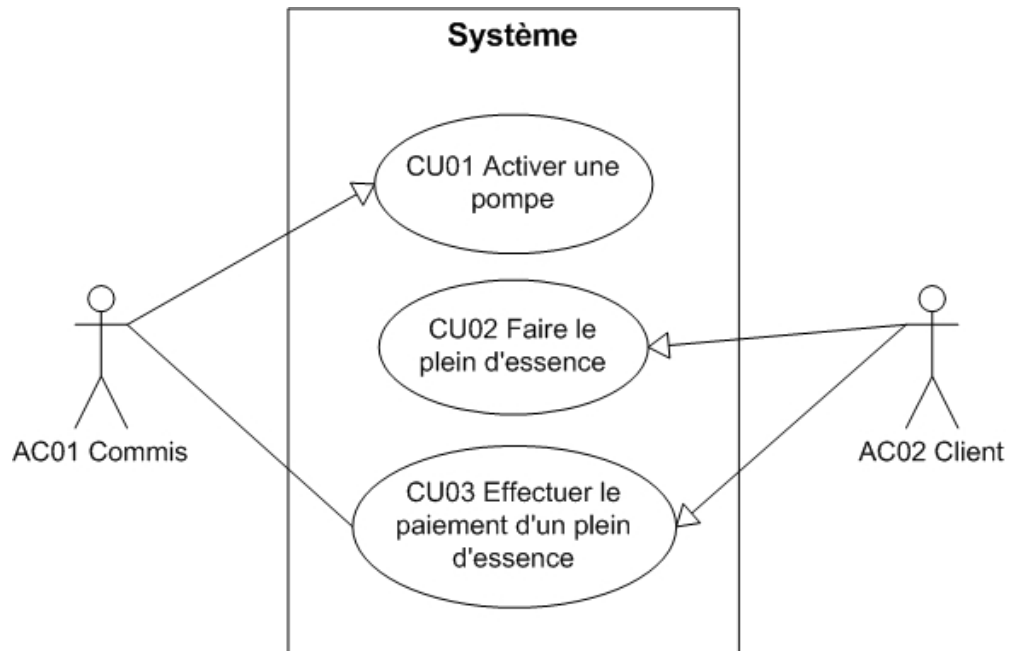 Système
CU01 Activer une
pompe
CU02 Faire le
plein d'essence
AC01 Commis
AC02 Client
CU03 Effectuer le
paiement d'un plein
d'essence